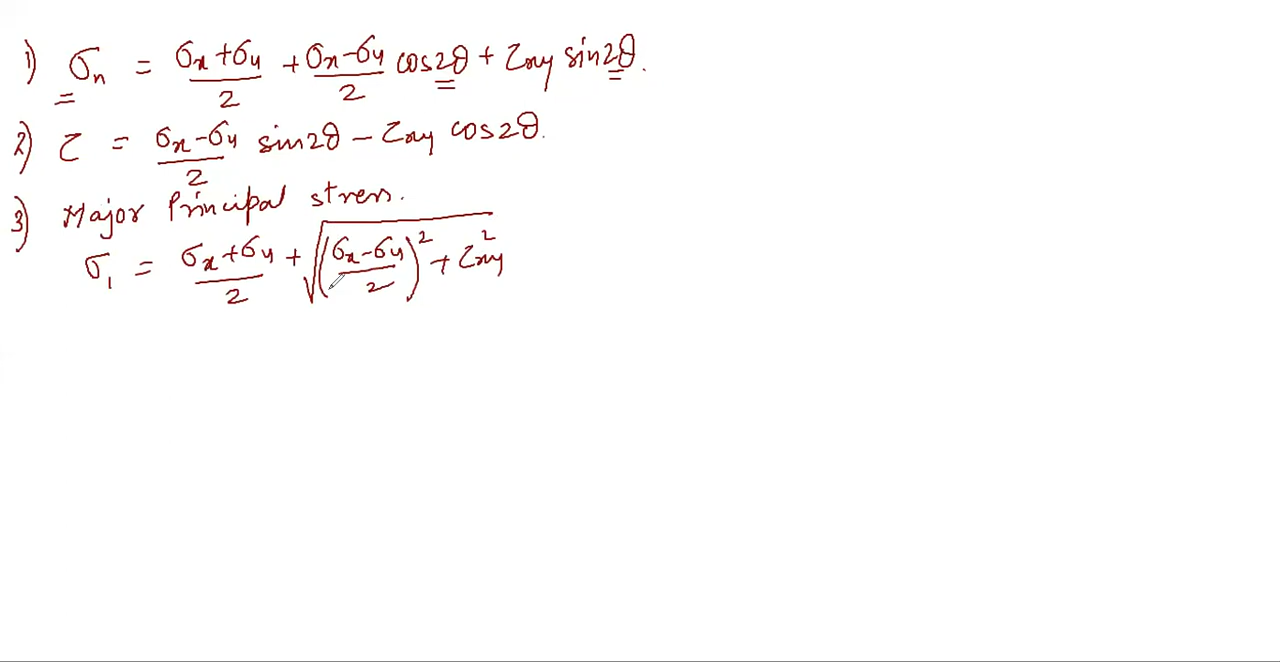 1) σn = σx+σy/2 + σx-σy/2 cos2θ + τxy sin2θ.
2) τ = σx-σy/2 sin2θ - τxy cos2θ.
3) Major Principal stress.
σ1 = σx+σy/2 + √(σx-σy/2)² + τxy²